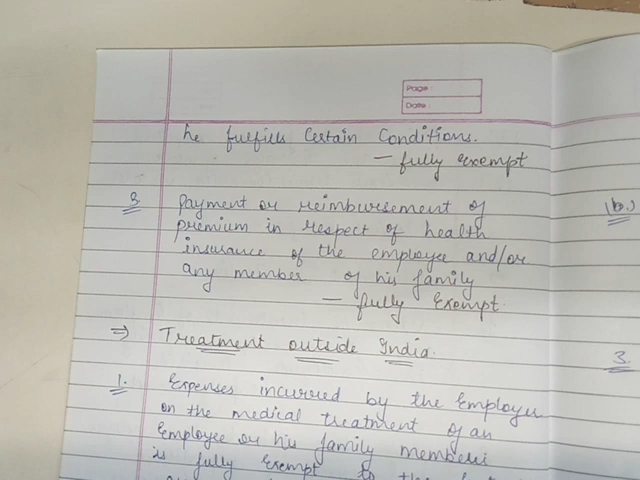 Page :
Date :
he fulfills Certain Conditions.
— fully exempt
3 payment or reimbursement of
premium in respect of health
insurance of the employee and/or
any member of his family
— fully Exempt.
⇒ Treatment outside India.
1. Expenses incurred by the Employer
on the medical treatment of an
Employee or his family members
is fully Exempt to the
(b.)
3.